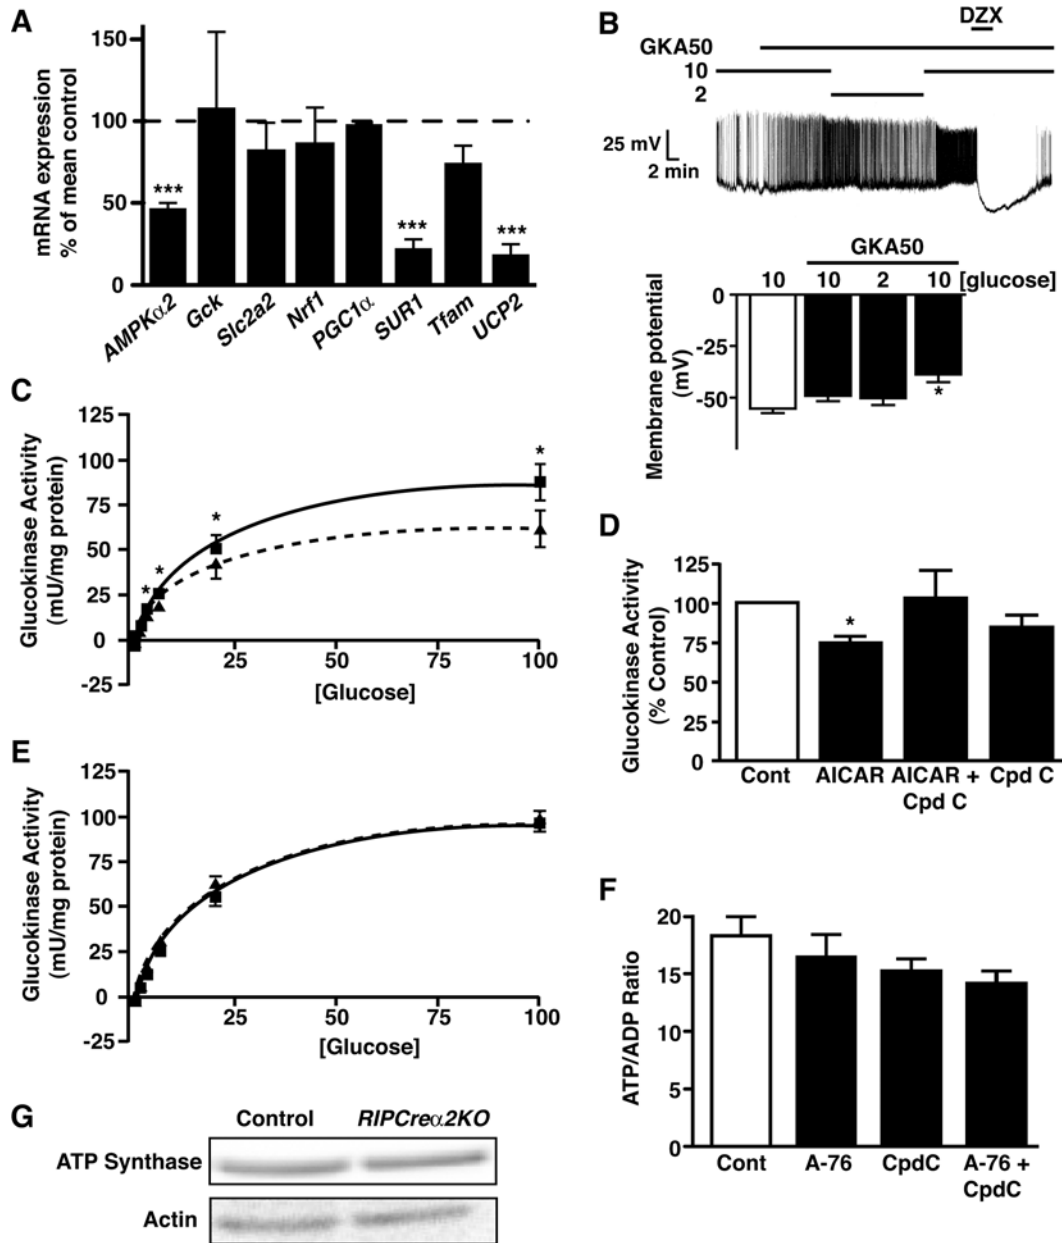 A
mRNA expression
% of mean control
150
100
50
0
***
***
***
AMPKα2
Gck
Slc2a2
Nrf1
PGC1α
SUR1
Tfam
UCP2
B
DZX
GKA50
10
2
25 mV
2 min
GKA50
10 10 2 10 [glucose]
Membrane potential
(mV)
0
-25
-50
*
C
Glucokinase Activity
(mU/mg protein)
125
100
75
50
25
0
-25
* * * *
25 50 75 100
[Glucose]
D
Glucokinase Activity
(% Control)
125
100
75
50
25
0
*
Cont AICAR AICAR + Cpd C
Cpd C
E
Glucokinase Activity
(mU/mg protein)
125
100
75
50
25
0
-25
25 50 75 100
[Glucose]
F
ATP/ADP Ratio
20
15
10
5
0
Cont A-76 CpdC A-76 +
CpdC
G
Control RIPCreα2KO
ATP Synthase
Actin